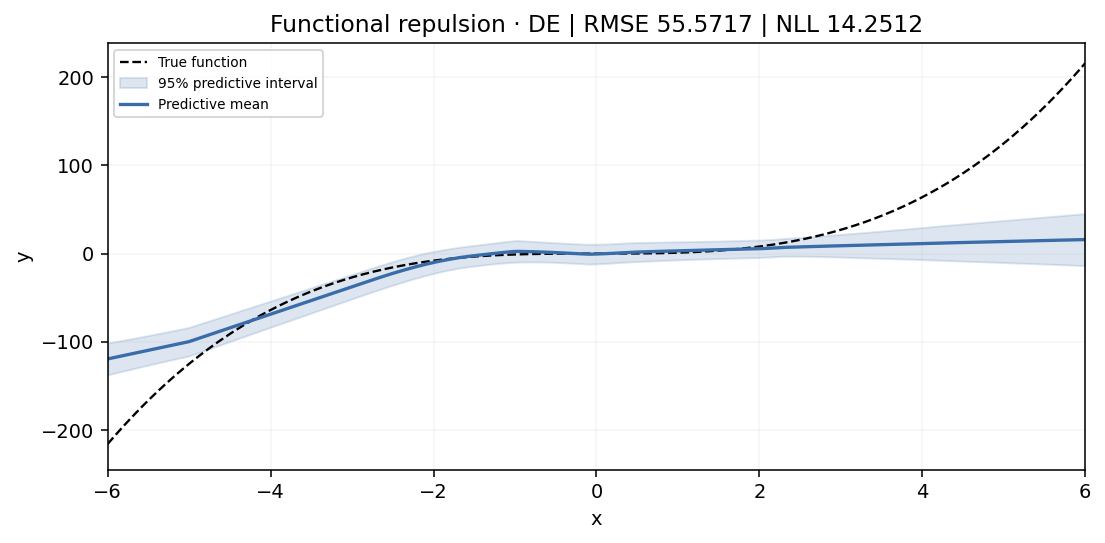 Functional repulsion · DE | RMSE 55.5717 | NLL 14.2512
True function
95% predictive interval
Predictive mean
200
100
0
−100
−200
y
−6 −4 −2 0 2 4 6
x